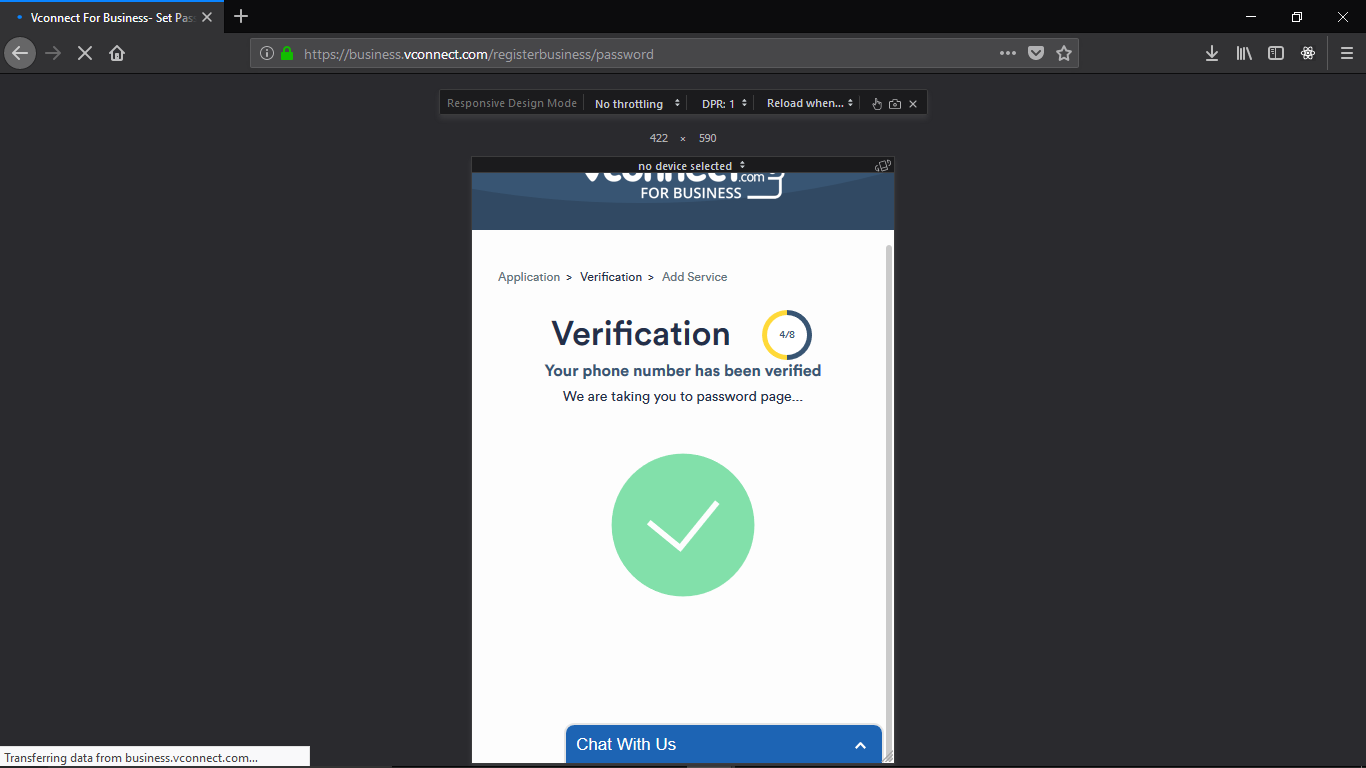 Vconnect For Business- Set Pas
https://business.vconnect.com/registerbusiness/password
Responsive Design Mode No throttling DPR: 1 Reload when...
422 × 590
no device selected
vconnect.com
FOR BUSINESS
Application > Verification > Add Service
Verification 4/8
Your phone number has been verified
We are taking you to password page...
Chat With Us
Transferring data from business.vconnect.com...